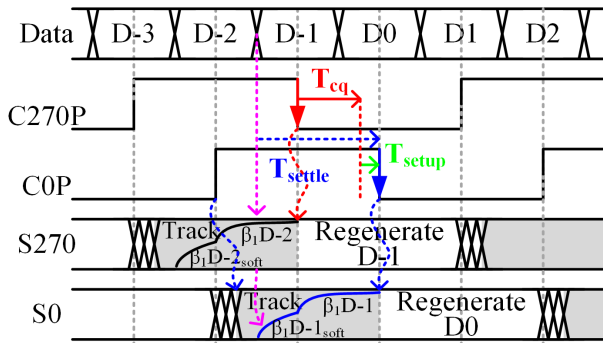 Data D-3 D-2 D-1 D0 D1 D2
C270P Tcq
C0P Tsettle Tsetup
S270 Track β₁D-2 Regenerate
β₁D-2soft D-1
S0 Track β₁D-1 Regenerate
β₁D-1soft D0